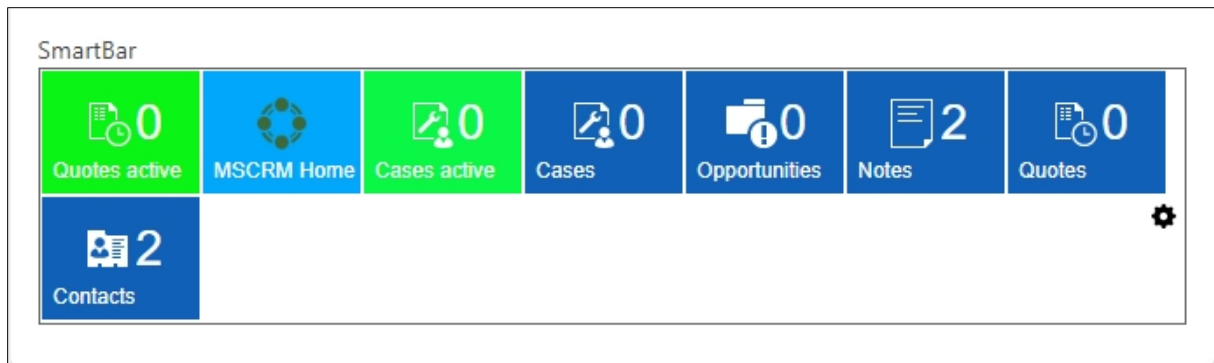 SmartBar
0
Quotes active
MSCRM Home
0
Cases active
0
Cases
0
Opportunities
2
Notes
0
Quotes
2
Contacts